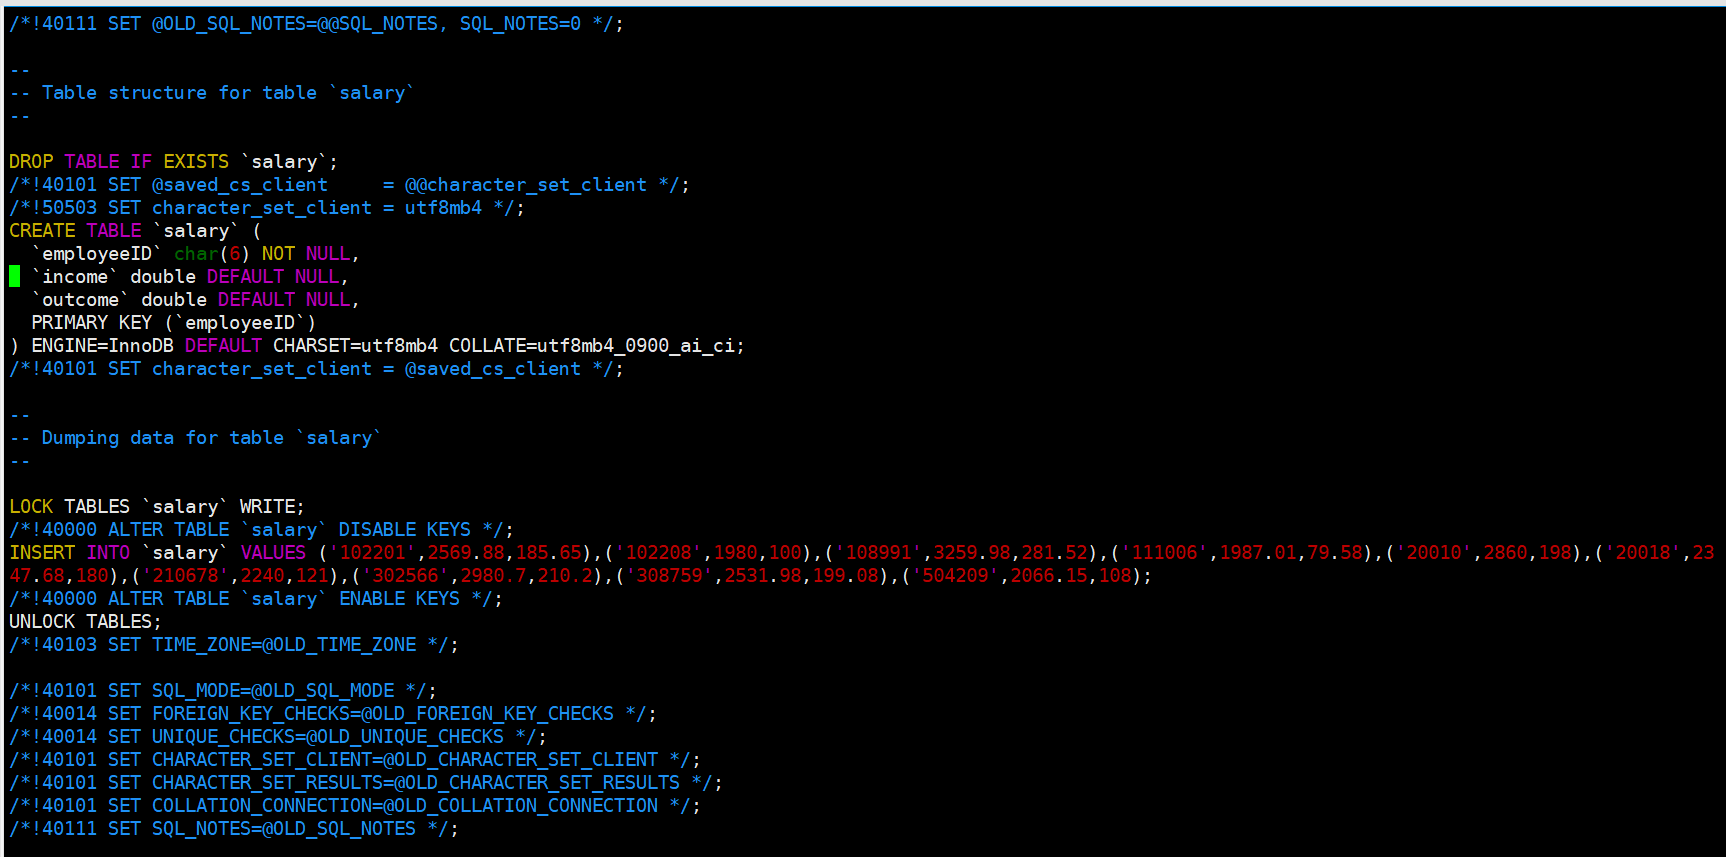 /*!40111 SET @OLD_SQL_NOTES=@@SQL_NOTES, SQL_NOTES=0 */;
--
-- Table structure for table `salary`
--
DROP TABLE IF EXISTS `salary`;
/*!40101 SET @saved_cs_client     = @@character_set_client */;
/*!50503 SET character_set_client = utf8mb4 */;
CREATE TABLE `salary` (
  `employeeID` char(6) NOT NULL,
  `income` double DEFAULT NULL,
  `outcome` double DEFAULT NULL,
  PRIMARY KEY (`employeeID`)
) ENGINE=InnoDB DEFAULT CHARSET=utf8mb4 COLLATE=utf8mb4_0900_ai_ci;
/*!40101 SET character_set_client = @saved_cs_client */;
--
-- Dumping data for table `salary`
--
LOCK TABLES `salary` WRITE;
/*!40000 ALTER TABLE `salary` DISABLE KEYS */;
INSERT INTO `salary` VALUES ('102201',2569.88,185.65),('102208',1980,100),('108991',3259.98,281.52),('111006',1987.01,79.58),('20010',2860,198),('20018',23
47.68,180),('210678',2240,121),('302566',2980.7,210.2),('308759',2531.98,199.08),('504209',2066.15,108);
/*!40000 ALTER TABLE `salary` ENABLE KEYS */;
UNLOCK TABLES;
/*!40103 SET TIME_ZONE=@OLD_TIME_ZONE */;
/*!40101 SET SQL_MODE=@OLD_SQL_MODE */;
/*!40014 SET FOREIGN_KEY_CHECKS=@OLD_FOREIGN_KEY_CHECKS */;
/*!40014 SET UNIQUE_CHECKS=@OLD_UNIQUE_CHECKS */;
/*!40101 SET CHARACTER_SET_CLIENT=@OLD_CHARACTER_SET_CLIENT */;
/*!40101 SET CHARACTER_SET_RESULTS=@OLD_CHARACTER_SET_RESULTS */;
/*!40101 SET COLLATION_CONNECTION=@OLD_COLLATION_CONNECTION */;
/*!40111 SET SQL_NOTES=@OLD_SQL_NOTES */;